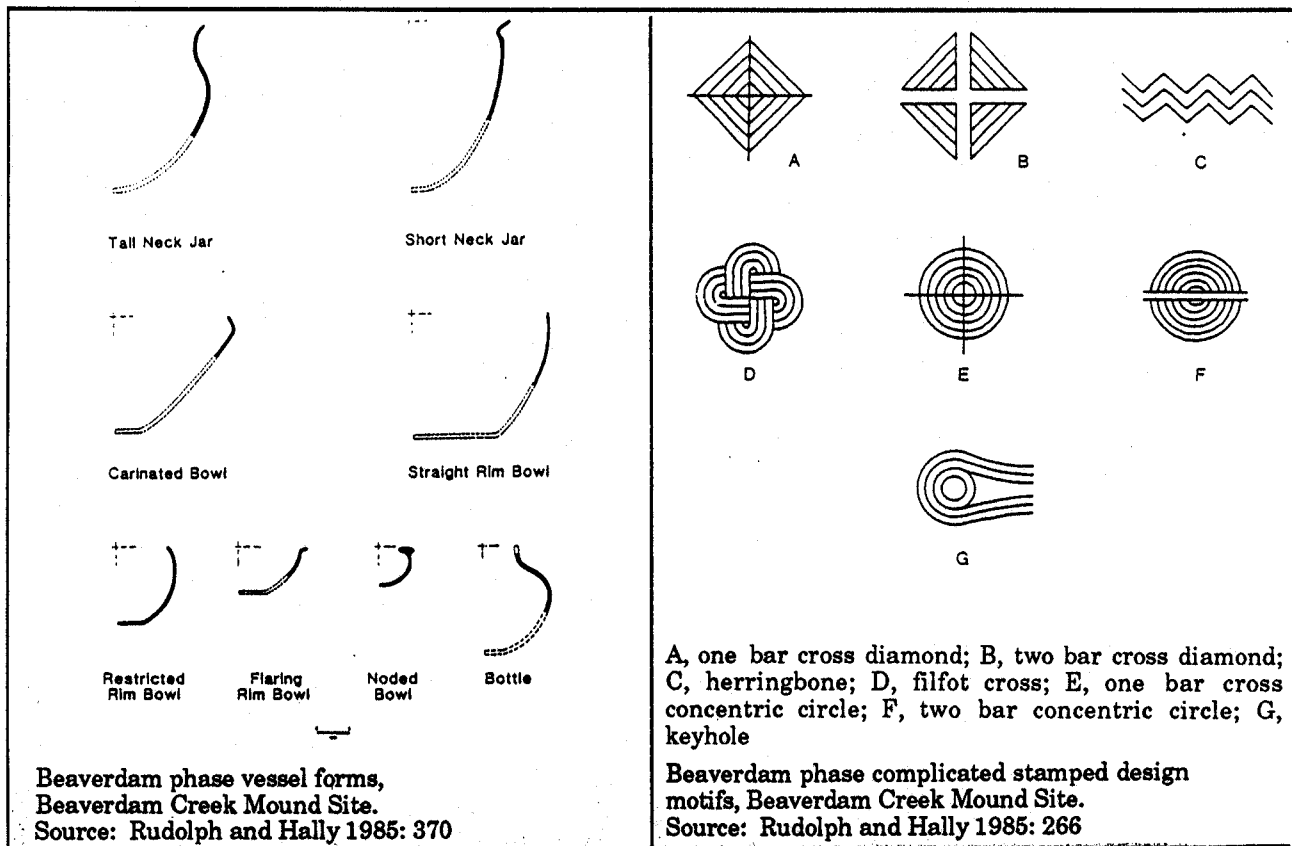 Tall Neck Jar
Short Neck Jar
Carinated Bowl
Straight Rim Bowl
Restricted
Rim Bowl
Flaring
Rim Bowl
Noded
Bowl
Bottle
Beaverdam phase vessel forms,
Beaverdam Creek Mound Site.
Source: Rudolph and Hally 1985: 370
A
B
C
D
E
F
G
A, one bar cross diamond; B, two bar cross diamond;
C, herringbone; D, filfot cross; E, one bar cross
concentric circle; F, two bar concentric circle; G,
keyhole
Beaverdam phase complicated stamped design
motifs, Beaverdam Creek Mound Site.
Source: Rudolph and Hally 1985: 266